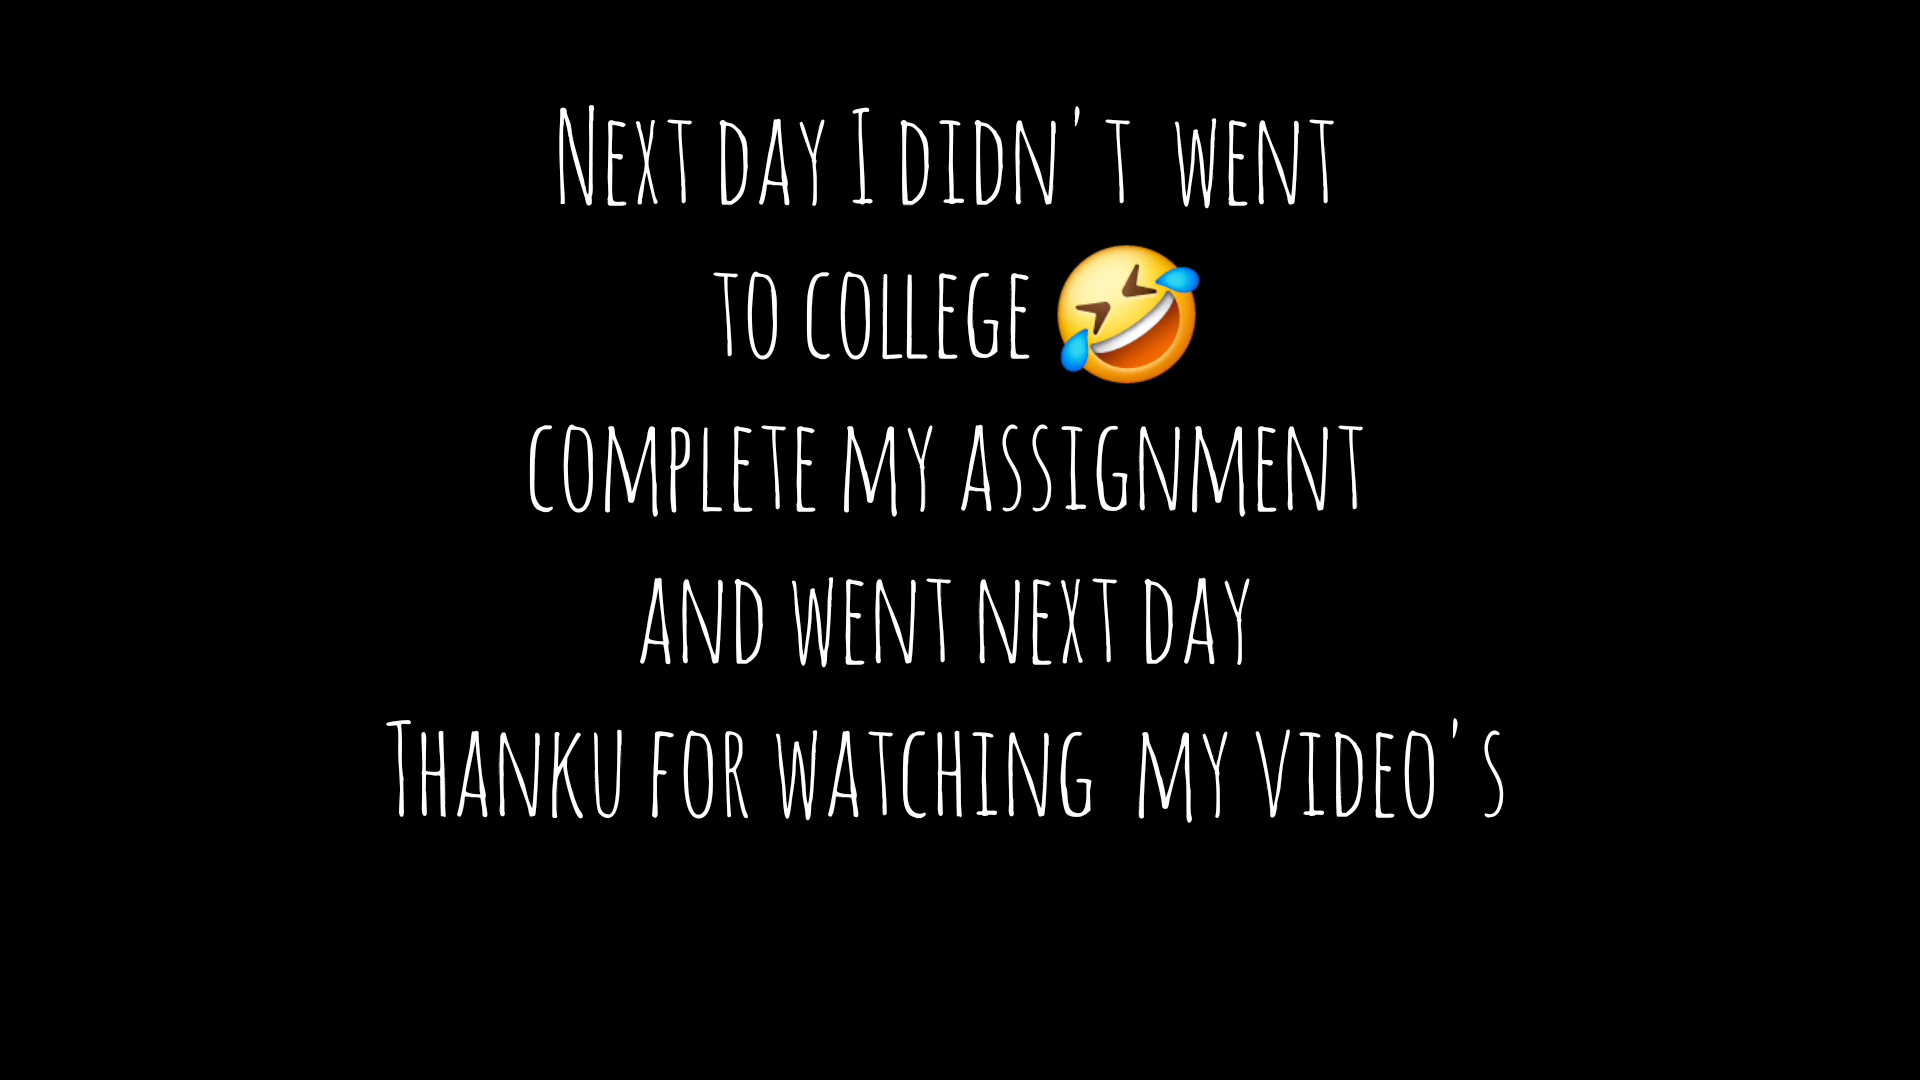 Next day I didn't went
to college 🤣
complete my assignment
and went next day
Thanku for watching my video's